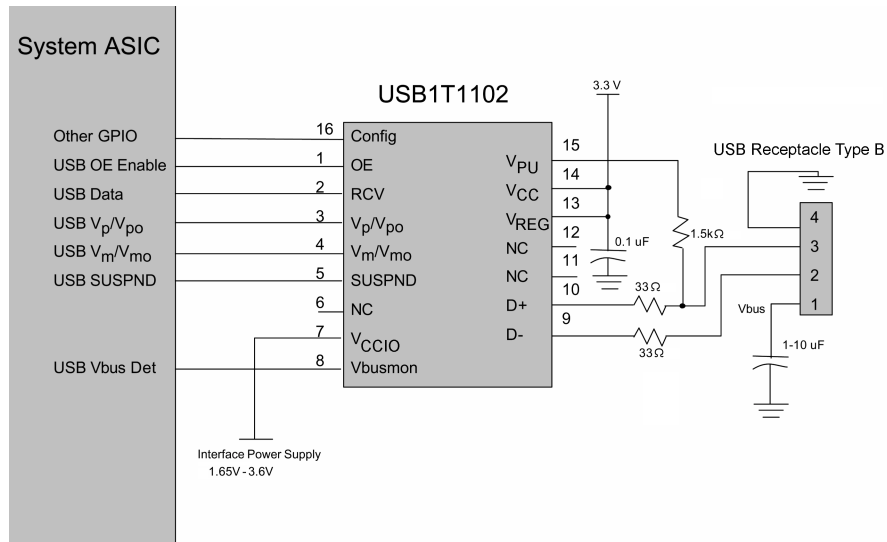 System ASIC
USB1T1102
3.3 V
USB Receptacle Type B
Other GPIO
16
Config
15
VPU
USB OE Enable
1
OE
14
VCC
USB Data
2
RCV
13
VREG
USB Vp/Vpo
3
Vp/Vpo
12
NC
0.1 uF
1.5kΩ
USB Vm/Vmo
4
Vm/Vmo
11
NC
USB SUSPND
5
SUSPND
10
D+
33Ω
6
NC
9
D-
33Ω
7
VCCIO
USB Vbus Det
8
Vbusmon
4
3
2
1
Vbus
1-10 uF
Interface Power Supply
1.65V - 3.6V